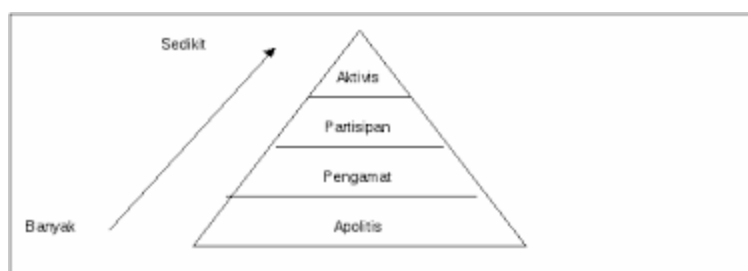 Sedikit
Aktivis
Partisipan
Pengamat
Banyak
Apolitis